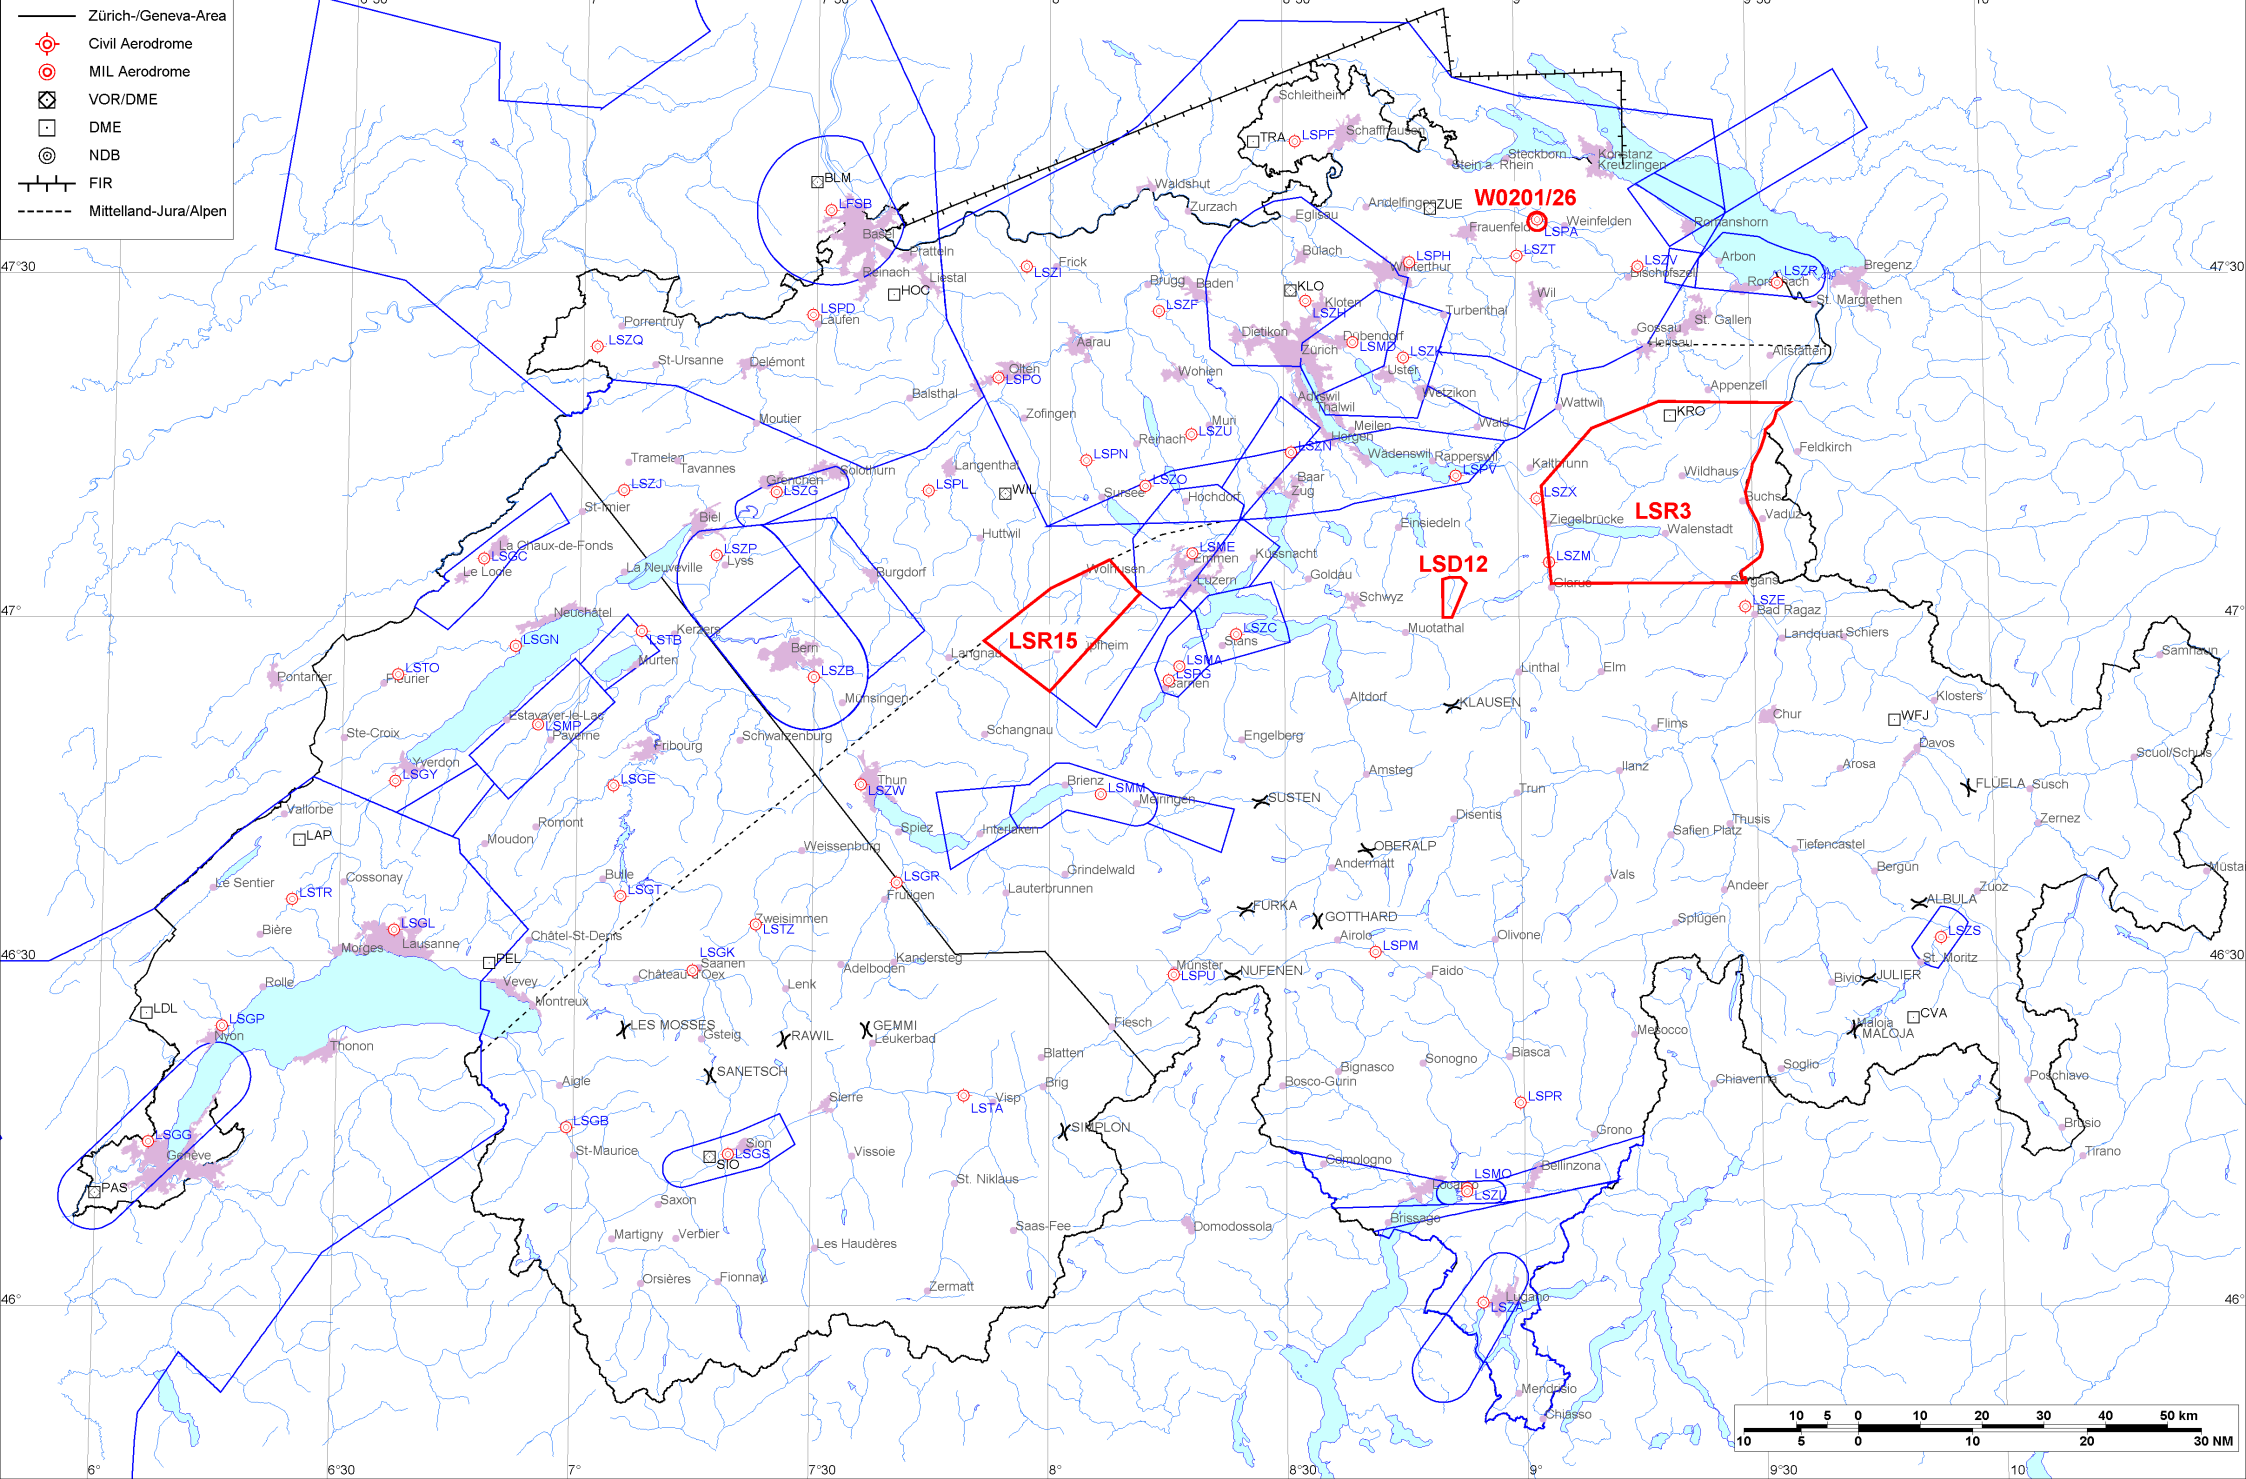 Zürich-/Geneva-Area
Civil Aerodrome
MIL Aerodrome
VOR/DME
DME
NDB
FIR
Mittelland-Jura/Alpen
Schleitheim
TRA
LSPF
Schaffhausen
Stein a. Rhein
Steckborn
Konstanz
Kreuzlingen
BLM
Waldshut
LFSB
Zurzach
Eglisau
Andelfingen
ZUE
W0201/26
Weinfelden
LSPA
Romanshorn
Basel
Pratteln
Frauenfeld
Bülach
LSZT
LSPH
Winterthur
LSZV
Bischofszell
Arbon
LSZR
Bregenz
47°30
Reinach
Liestal
LSZI
Frick
Brugg
Baden
KLO
47°30
HOC
Kloten
LSZH
Wil
Rorschach
St. Margrethen
LSPD
Laufen
LSZF
Turbenthal
St. Gallen
Porrentruy
LSZQ
Aarau
Dietikon
Dübendorf
LSMD
Zürich
LSZK
Gossau
Herisau
Altstätten
St-Ursanne
Delémont
Olten
LSPO
Wohlen
Uster
Balsthal
Adliswil
Thalwil
Wetzikon
Wattwil
Appenzell
Moutier
Zofingen
Muri
LSZU
Meilen
Horgen
Wald
KRO
Reinach
LSZN
Feldkirch
Tramelan
Tavannes
Solothurn
Langenthal
LSPN
Wädenswil
Rapperswil
LSPV
Kaltbrunn
Wildhaus
Grenchen
LSZG
LSZJ
LSPL
WIL
Sursee
LSZO
Hochdorf
Baar
Zug
LSZX
Buchs
St-Imier
Biel
Einsiedeln
Ziegelbrücke
LSR3
Vaduz
Walenstadt
Huttwil
La Chaux-de-Fonds
LSGC
LSZP
Lyss
LSME
Emmen
Küssnacht
LSD12
LSZM
Le Locle
La Neuveville
Burgdorf
Wolhusen
Luzern
Goldau
Glarus
Sargans
Neuchâtel
Schwyz
LSZE
Bad Ragaz
47°
47°
LSGN
LSTB
Kerzers
Murten
Bern
LSZB
Langnau
LSR15
LSZC
Stans
Muotathal
Landquart
Schiers
Samnaun
Pontarlier
LSTO
Fleurier
LSMA
LSPG
Sarnen
Linthal
Elm
Münsingen
Altdorf
KLAUSEN
Klosters
Estavayer-le-Lac
LSMP
Payerne
Ste-Croix
Fribourg
Schwarzenburg
Schangnau
Engelberg
Flims
Chur
WFJ
Davos
Scuol/Schuls
Yverdon
LSGY
LSGE
Thun
LSZW
Brienz
LSMM
Meiringen
SUSTEN
Amsteg
Trun
Ilanz
Arosa
FLÜELA
Susch
Vallorbe
LAP
Romont
Moudon
Spiez
Interlaken
Disentis
Safien Platz
Thusis
Zernez
Weissenburg
OBERALP
Andermatt
Tiefencastel
Le Sentier
Cossonay
Bulle
LSGT
LSGR
Frutigen
Grindelwald
Lauterbrunnen
Vals
Andeer
Bergün
Zuoz
LSTR
FURKA
GOTTHARD
ALBULA
Bière
LSGL
Lausanne
Morges
Châtel-St-Denis
Zweisimmen
LSTZ
Airolo
LSPM
Olivone
Splügen
LSZS
46°30
46°30
PEL
LSGK
Saanen
Château-d'Oex
Adelboden
Kandersteg
Münster
LSPU
NUFENEN
Faido
St. Moritz
Rolle
Vevey
Lenk
Bivio
JULIER
Montreux
LDL
LSGP
Nyon
LES MOSSES
Gsteig
RAWIL
GEMMI
Leukerbad
Fiesch
Mesocco
Maloja
MALOJA
CVA
Thonon
Blatten
Sonogno
Biasca
Soglio
Aigle
SANETSCH
Brig
Bignasco
Bosco-Gurin
Chiavenna
Poschiavo
Sierre
LSTA
Visp
LSPR
LSGB
SIMPLON
Grono
Brusio
LSGG
Genève
St-Maurice
Sion
LSGS
SIO
Vissoie
Comologno
Bellinzona
Tirano
PAS
Saxon
St. Niklaus
LSMO
LSZL
Martigny
Verbier
Les Haudères
Saas-Fee
Domodossola
Brissago
Orsières
Fionnay
Zermatt
46°
46°
Lugano
LSZA
Mendrisio
Chiasso
10 5 0 10 20 30 40 50 km
10 5 0 10 20 30 NM
6° 6°30 7° 7°30 8° 8°30 9° 9°30 10°